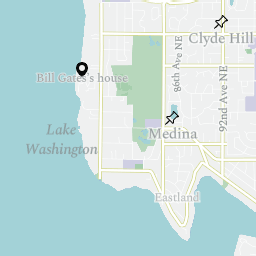 Clyde Hill
86th Ave NE
Bill Gates's house
92nd Ave NE
Lake
Washington
Medina
Eastland